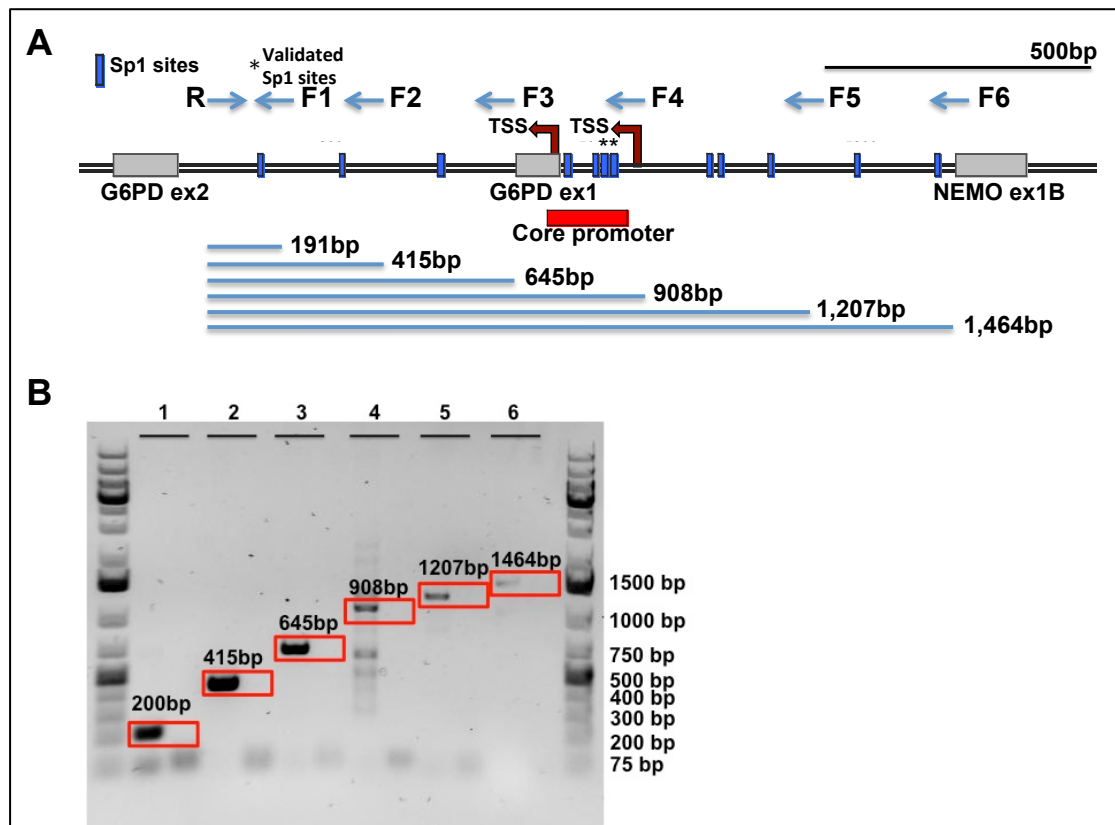 A
Sp1 sites
* Validated
Sp1 sites
500bp
R F1 F2 F3 F4 F5 F6
TSS TSS
**
G6PD ex2 G6PD ex1 NEMO ex1B
Core promoter
191bp
415bp
645bp
908bp
1,207bp
1,464bp
B
1 2 3 4 5 6
200bp
415bp
645bp
908bp
1207bp
1464bp
1500 bp
1000 bp
750 bp
500 bp
400 bp
300 bp
200 bp
75 bp